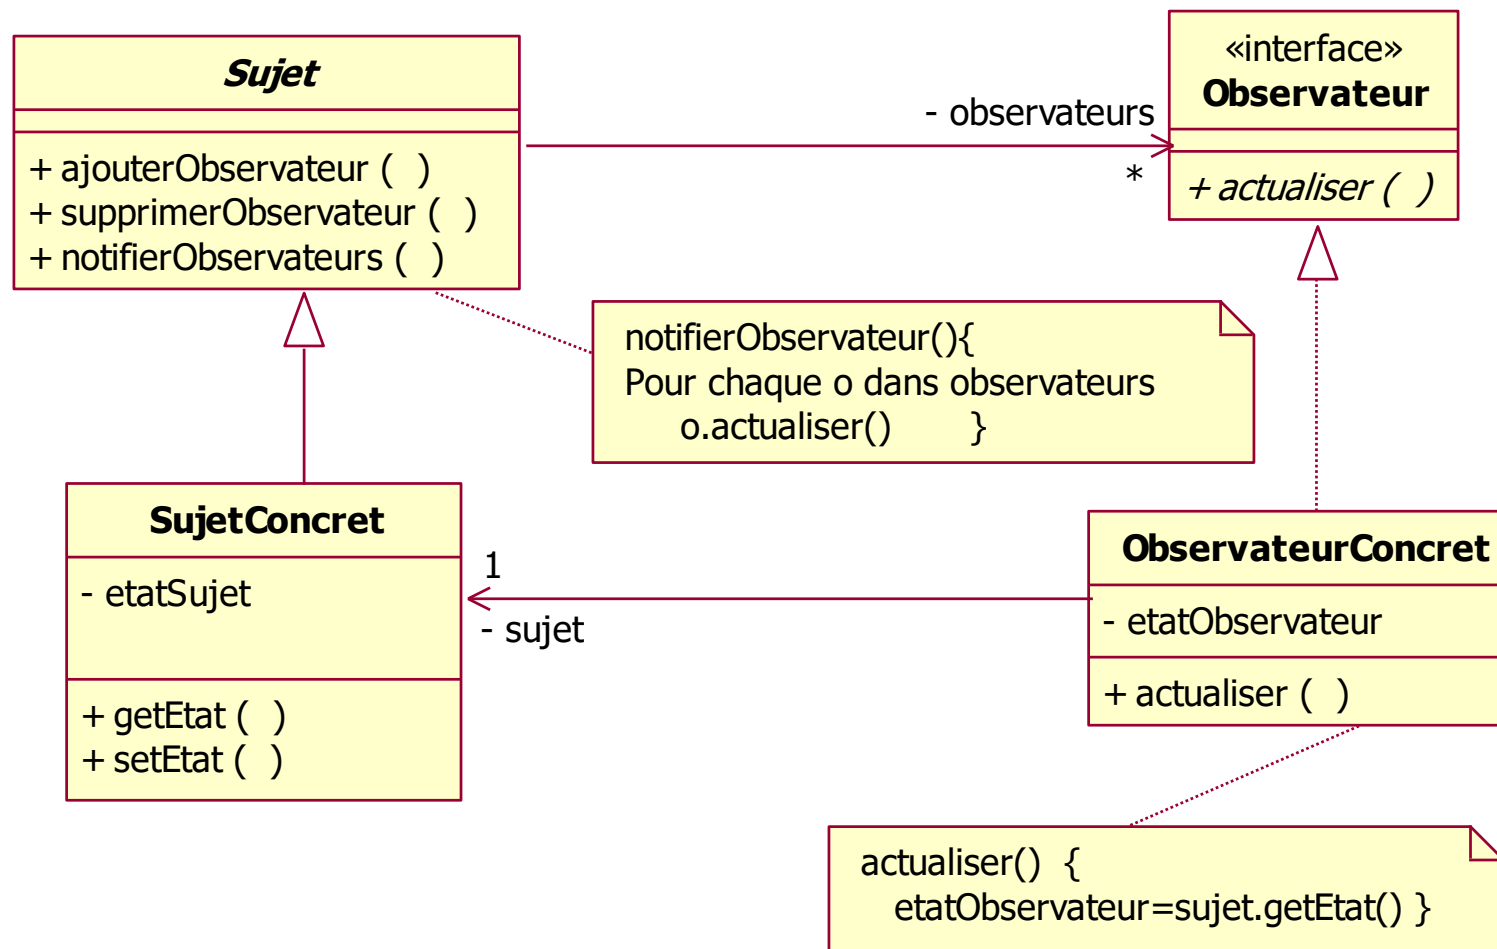 Sujet
+ ajouterObservateur ( )
+ supprimerObservateur ( )
+ notifierObservateurs ( )
- observateurs
*
«interface»
Observateur
+ actualiser ( )
notifierObservateur(){
Pour chaque o dans observateurs
o.actualiser() }
SujetConcret
- etatSujet
+ getEtat ( )
+ setEtat ( )
1
- sujet
ObservateurConcret
- etatObservateur
+ actualiser ( )
actualiser() {
etatObservateur=sujet.getEtat() }